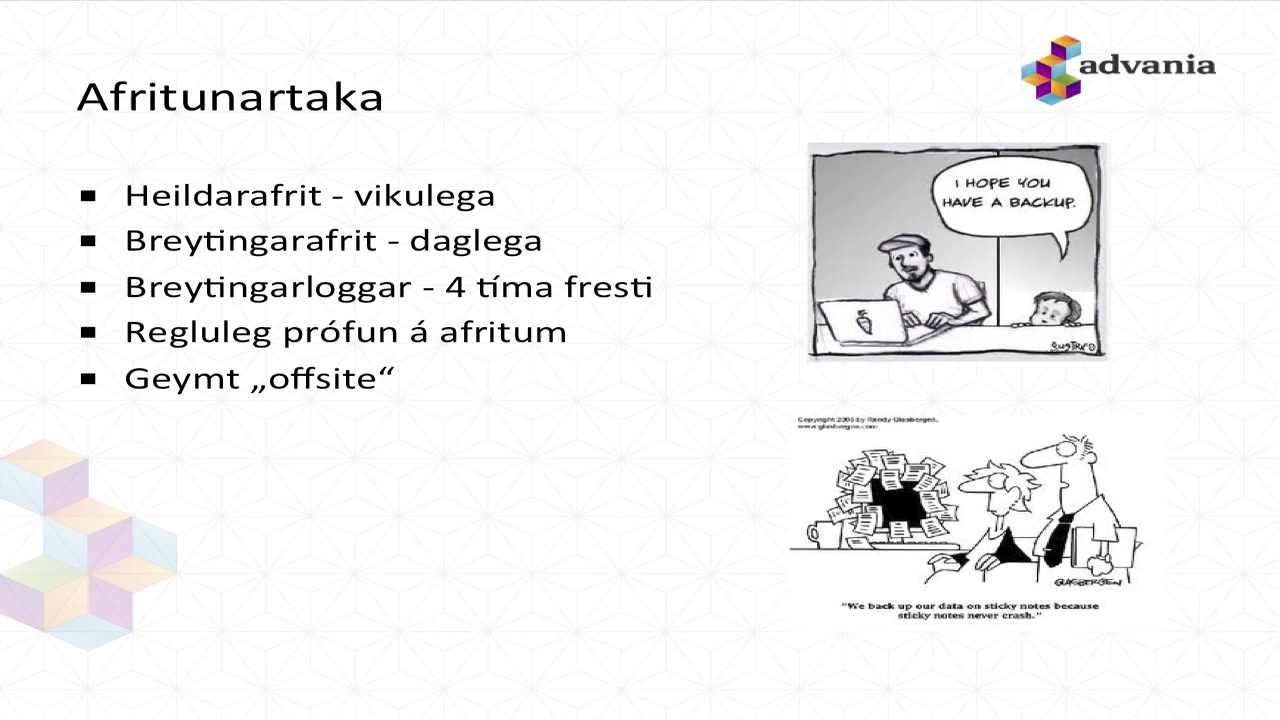 advania
Afritunartaka
Heildarafrit - vikulega
Breytingarafrit - daglega
Breytingarloggar - 4 tíma fresti
Regluleg prófun á afritum
Geymt „offsite“
I HOPE YOU
HAVE A BACKUP.
Copyright 2005 by Randy Glasbergen.
www.glasbergen.com
GLASBERGEN
"We back up our data on sticky notes because
sticky notes never crash."